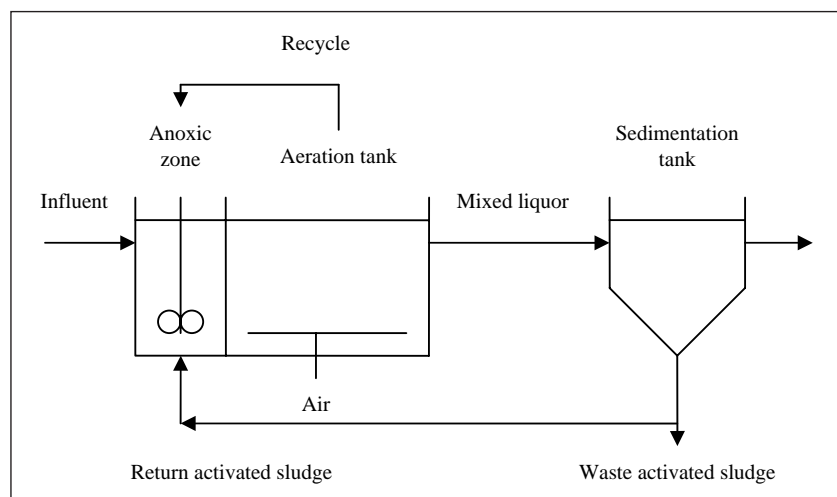 Recycle
Anoxic
zone
Aeration tank
Sedimentation
tank
Influent
Mixed liquor
Air
Return activated sludge
Waste activated sludge